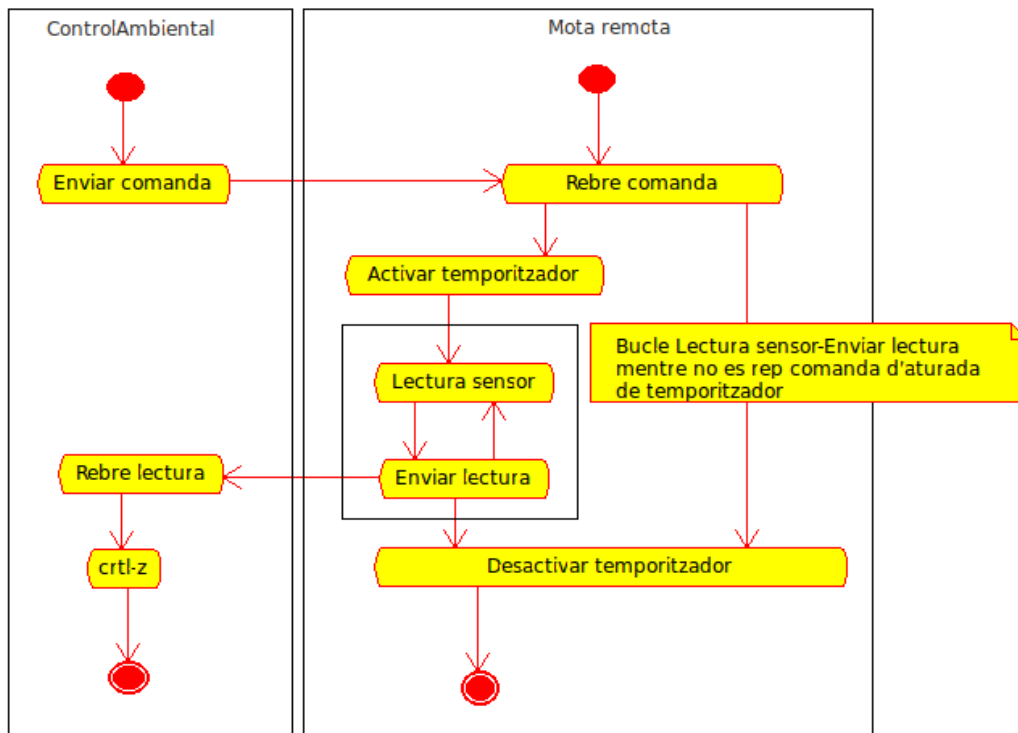 ControlAmbiental
Mota remota
Enviar comanda
Rebre comanda
Activar temporitzador
Bucle Lectura sensor-Enviar lectura
mentre no es rep comanda d'aturada
de temporitzador
Lectura sensor
Rebre lectura
Enviar lectura
crtl-z
Desactivar temporitzador